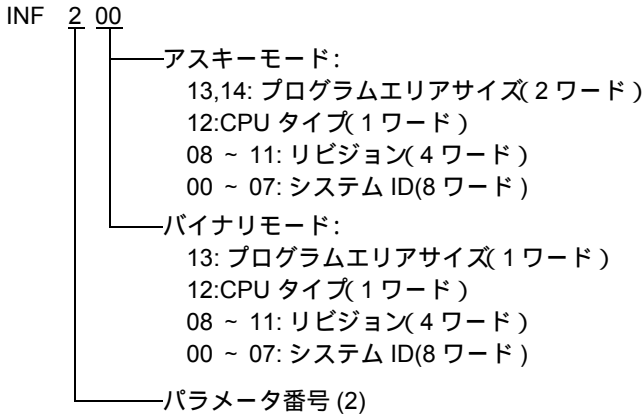 INF 2 00
アスキーモード:
13,14: プログラムエリアサイズ( 2 ワード )
12:CPU タイプ( 1 ワード )
08 ~ 11: リビジョン( 4 ワード )
00 ~ 07: システム ID(8 ワード )
バイナリモード:
13: プログラムエリアサイズ( 1 ワード )
12:CPU タイプ( 1 ワード )
08 ~ 11: リビジョン( 4 ワード )
00 ~ 07: システム ID(8 ワード )
パラメータ番号 (2)